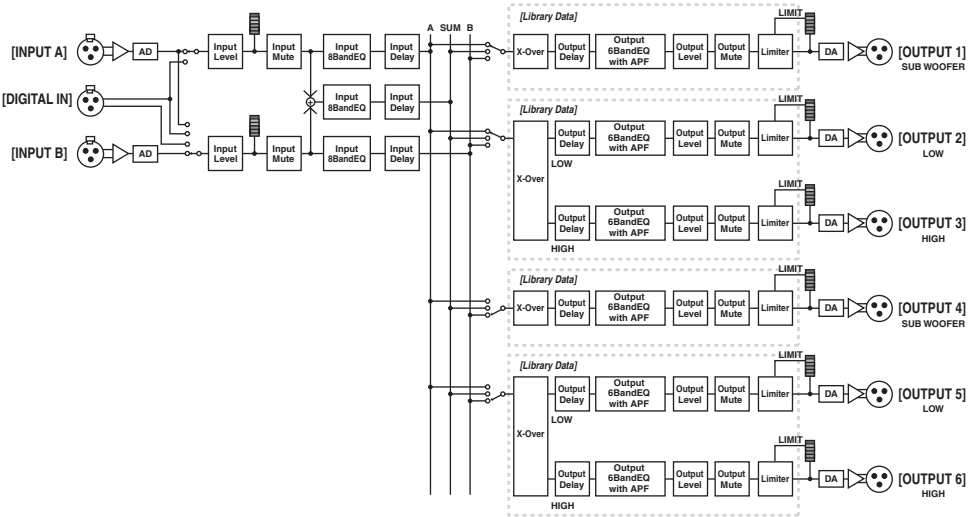 [Library Data]
LIMIT
A SUM B
[INPUT A]
AD
Input Level
Input Mute
Input 8BandEQ
Input Delay
X-Over
Output Delay
Output 6BandEQ with APF
Output Level
Output Mute
Limiter
DA
[OUTPUT 1]
SUB WOOFER
[DIGITAL IN]
Input 8BandEQ
Input Delay
[Library Data]
LIMIT
[INPUT B]
AD
Input Level
Input Mute
Input 8BandEQ
Input Delay
X-Over
Output Delay
Output 6BandEQ with APF
Output Level
Output Mute
Limiter
DA
[OUTPUT 2]
LOW
LOW
LIMIT
Output Delay
Output 6BandEQ with APF
Output Level
Output Mute
Limiter
DA
[OUTPUT 3]
HIGH
HIGH
[Library Data]
LIMIT
X-Over
Output Delay
Output 6BandEQ with APF
Output Level
Output Mute
Limiter
DA
[OUTPUT 4]
SUB WOOFER
[Library Data]
LIMIT
X-Over
Output Delay
Output 6BandEQ with APF
Output Level
Output Mute
Limiter
DA
[OUTPUT 5]
LOW
LOW
LIMIT
Output Delay
Output 6BandEQ with APF
Output Level
Output Mute
Limiter
DA
[OUTPUT 6]
HIGH
HIGH